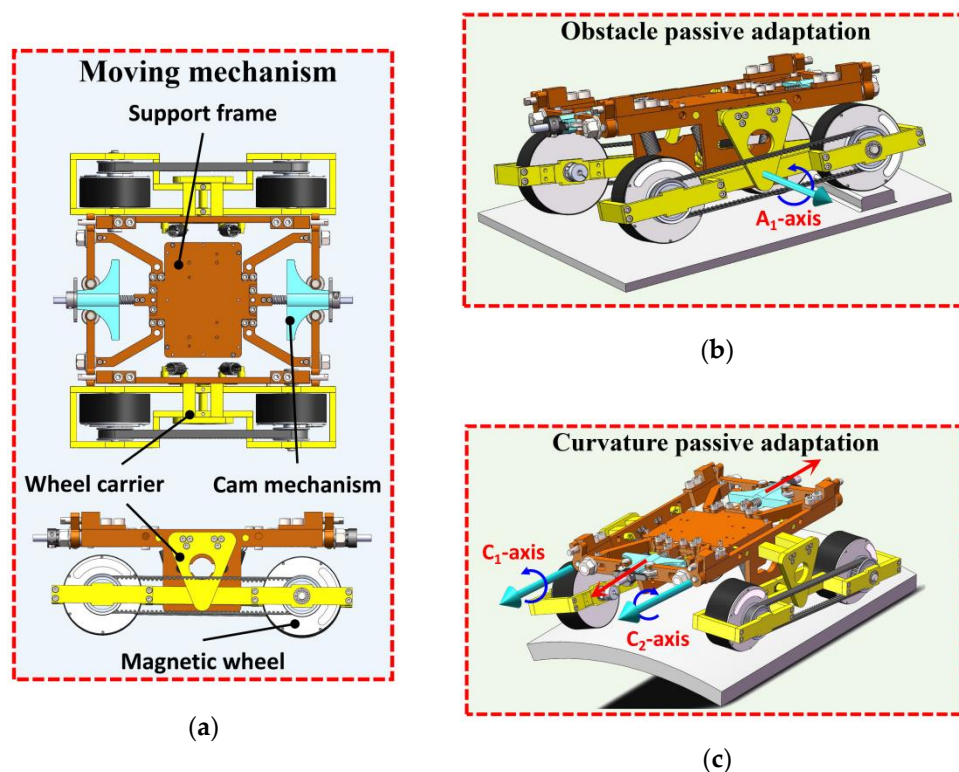 Moving mechanism
Support frame
Wheel carrier
Cam mechanism
Magnetic wheel
(a)
Obstacle passive adaptation
A₁-axis
(b)
Curvature passive adaptation
C₁-axis
C₂-axis
(c)